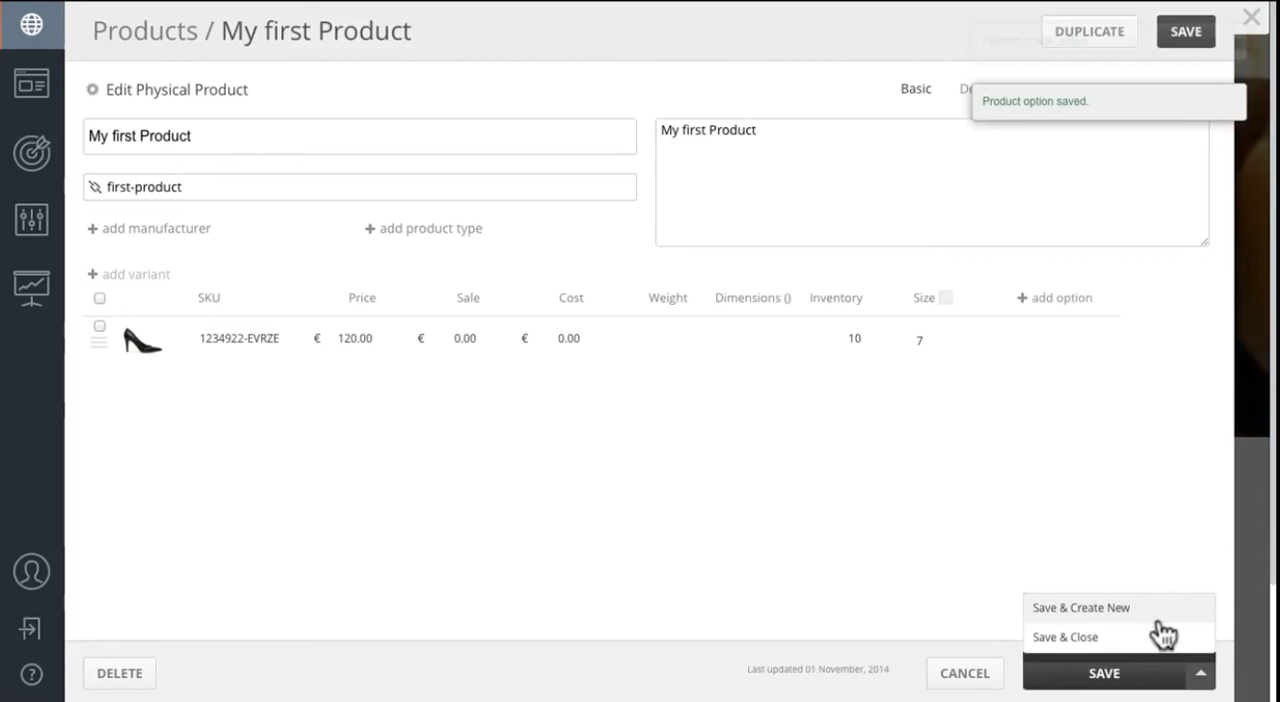 Products / My first Product
DUPLICATE
SAVE
Edit Physical Product
Basic
Product option saved.
My first Product
My first Product
first-product
+ add manufacturer
+ add product type
+ add variant
SKU Price Sale Cost Weight Dimensions () Inventory Size + add option
1234922-EVRZE € 120.00 € 0.00 € 0.00 10 7
Save & Create New
Save & Close
DELETE
Last updated 01 November, 2014
CANCEL
SAVE
?